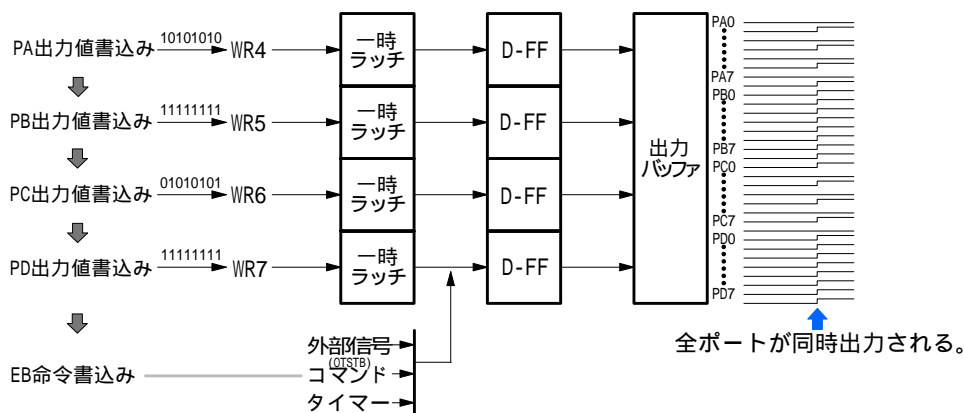 PA出力値書込み 10101010 WR4 一時ラッチ D-FF
PB出力値書込み 11111111 WR5 一時ラッチ D-FF
PC出力値書込み 01010101 WR6 一時ラッチ D-FF
PD出力値書込み 11111111 WR7 一時ラッチ D-FF
出力
バッファ
PA0
PA7
PB0
PB7
PC0
PC7
PD0
PD7
全ポートが同時出力される。
外部信号
(OTSTB)
EB命令書込み コマンド
タイマー